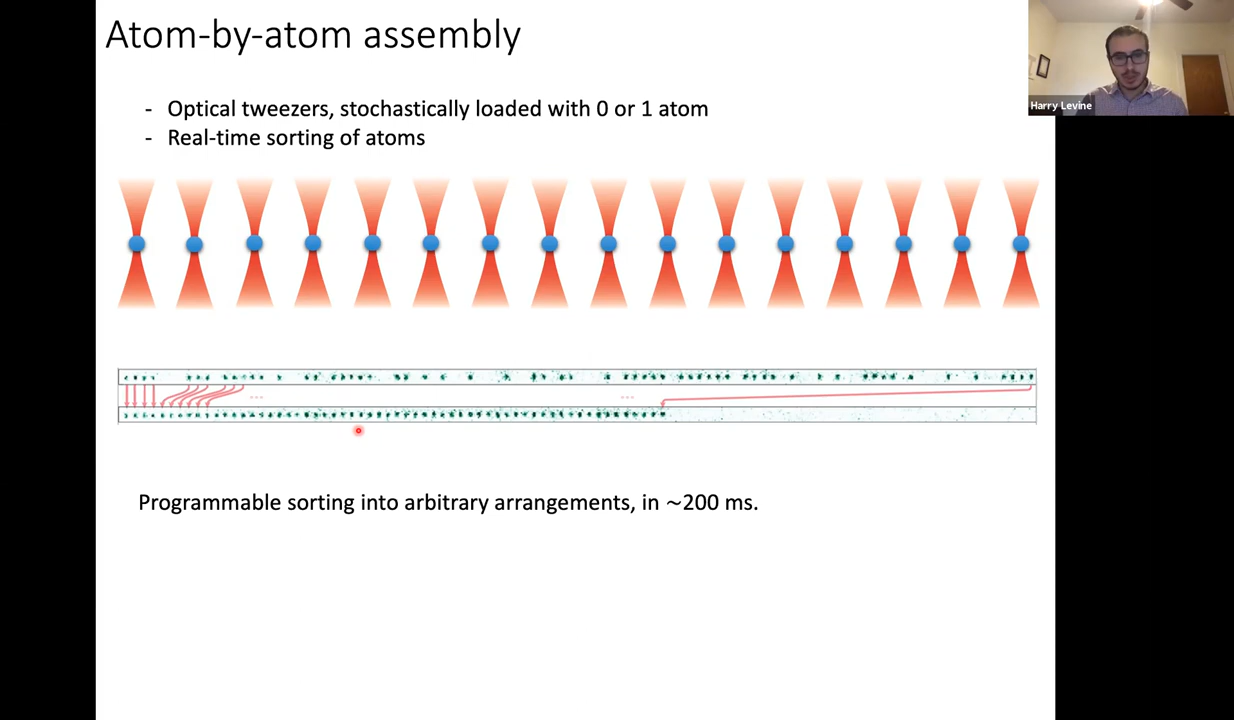 Atom-by-atom assembly
Harry Levine
- Optical tweezers, stochastically loaded with 0 or 1 atom
- Real-time sorting of atoms
...
...
Programmable sorting into arbitrary arrangements, in ~200 ms.